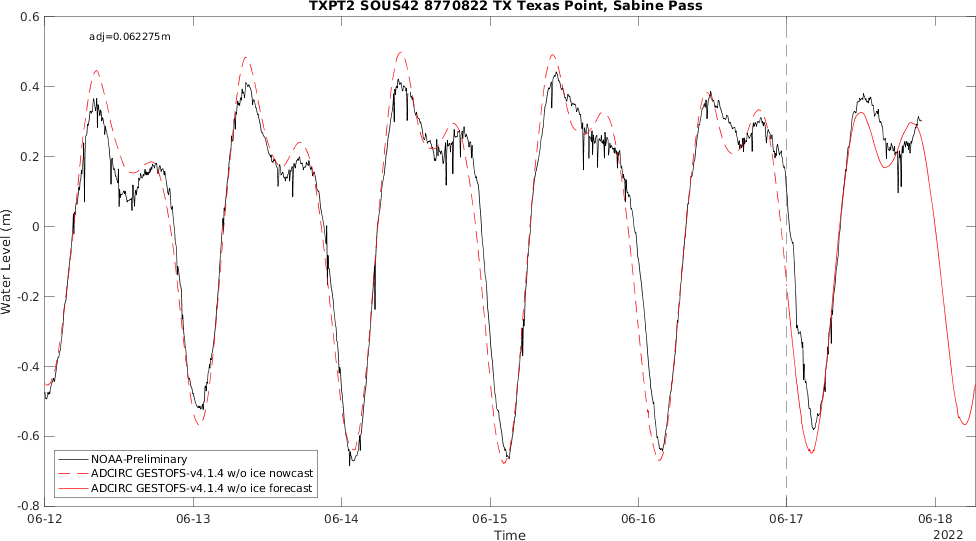 TXPT2 SOUS42 8770822 TX Texas Point, Sabine Pass
adj=0.062275m
0.6
0.4
0.2
0
-0.2
-0.4
-0.6
-0.8
Water Level (m)
NOAA-Preliminary
ADCIRC GESTOFS-v4.1.4 w/o ice nowcast
ADCIRC GESTOFS-v4.1.4 w/o ice forecast
06-12 06-13 06-14 06-15 06-16 06-17 06-18
Time
2022